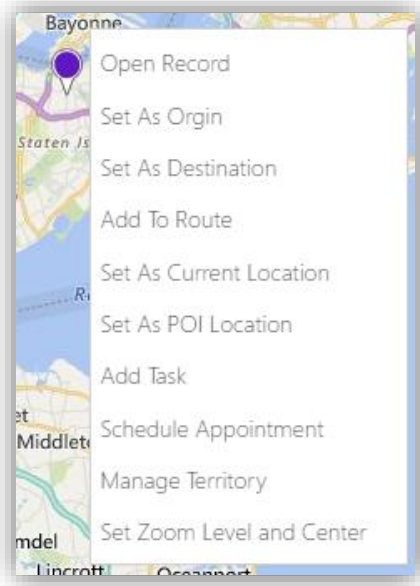 Bayonne
Open Record
Set As Orgin
Staten Is
Set As Destination
Add To Route
Set As Current Location
R
Set As POI Location
Add Task
et
Schedule Appointment
Middlet
Manage Territory
mdel
Set Zoom Level and Center
Lincroft
Oceanport